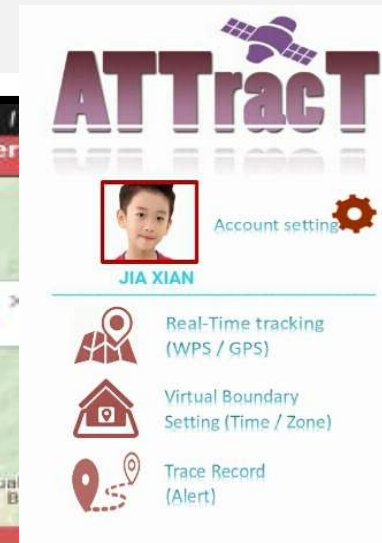 ATTracT
Account setting
JIA XIAN
Real-Time tracking
(WPS / GPS)
Virtual Boundary
Setting (Time / Zone)
Trace Record
(Alert)